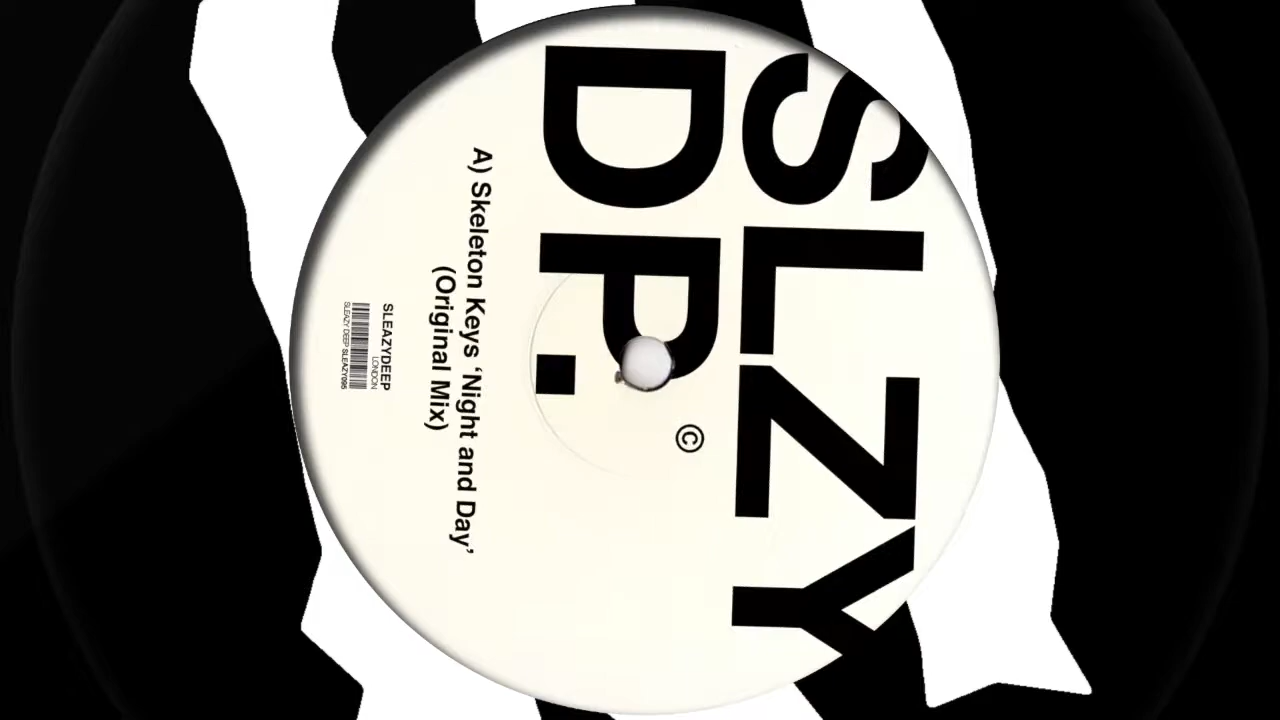 SLZY
DP.
©
A) Skeleton Keys ‘Night and Day’
(Original Mix)
SLEAZYDEEP
LONDON
SLEAZY DEEP SLEAZY095